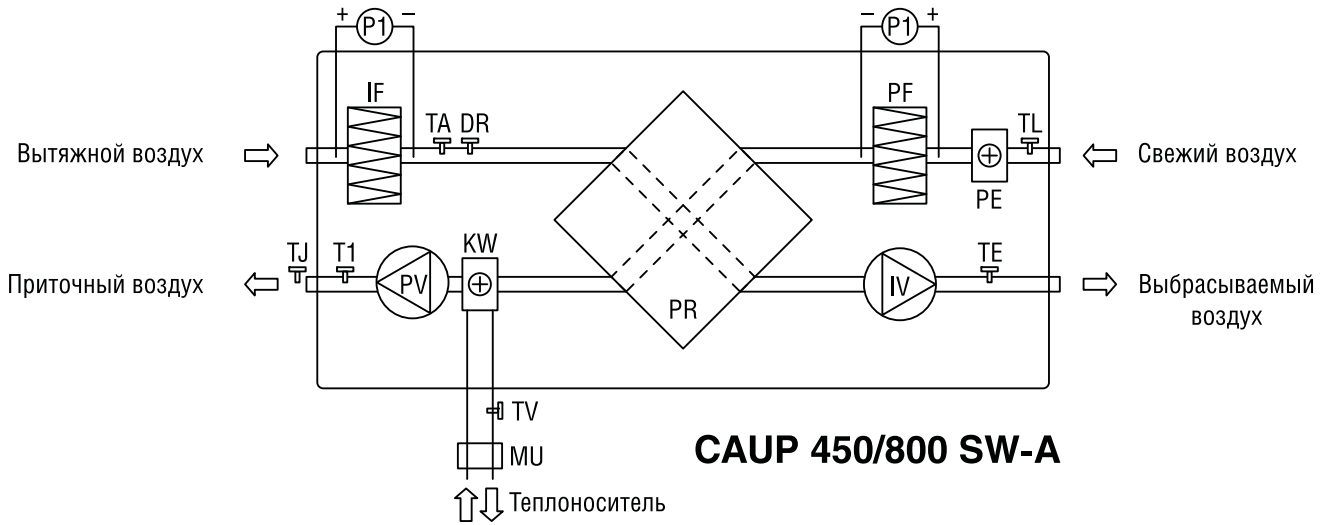 + P1 −
− P1 +
IF
PF
TA DR
TL
Вытяжной воздух
Свежий воздух
PE
KW
TJ T1
TE
Приточный воздух
PV
IV
Выбрасываемый
воздух
PR
TV
CAUP 450/800 SW-A
MU
Теплоноситель